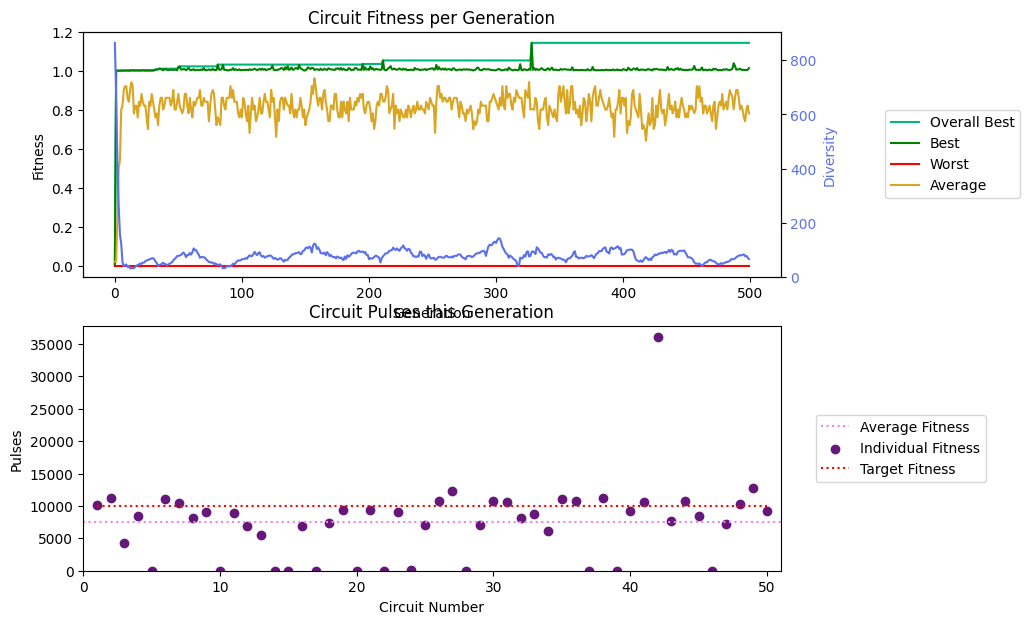 Circuit Fitness per Generation
1.2
1.0
0.8
0.6
0.4
0.2
0.0
Fitness
800
600
400
200
0
Diversity
0
100
200
300
400
500
Generation
Overall Best
Best
Worst
Average
Circuit Pulses this Generation
35000
30000
25000
20000
15000
10000
5000
0
Pulses
0
10
20
30
40
50
Circuit Number
Average Fitness
Individual Fitness
Target Fitness